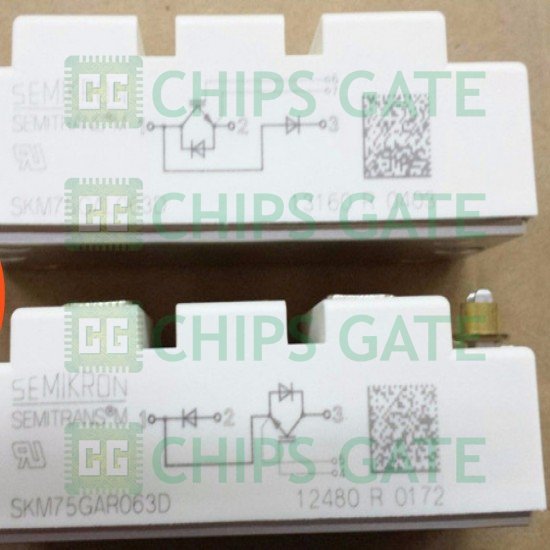 CHIPS GATE
SEMITRANS®M 1 2 3
CHIPS GATE
CHIPS GATE
SEMIKRON
SEMITRANS®M 1 2 3
CHIPS GATE
SKM75GAR063D 12480 R 0172